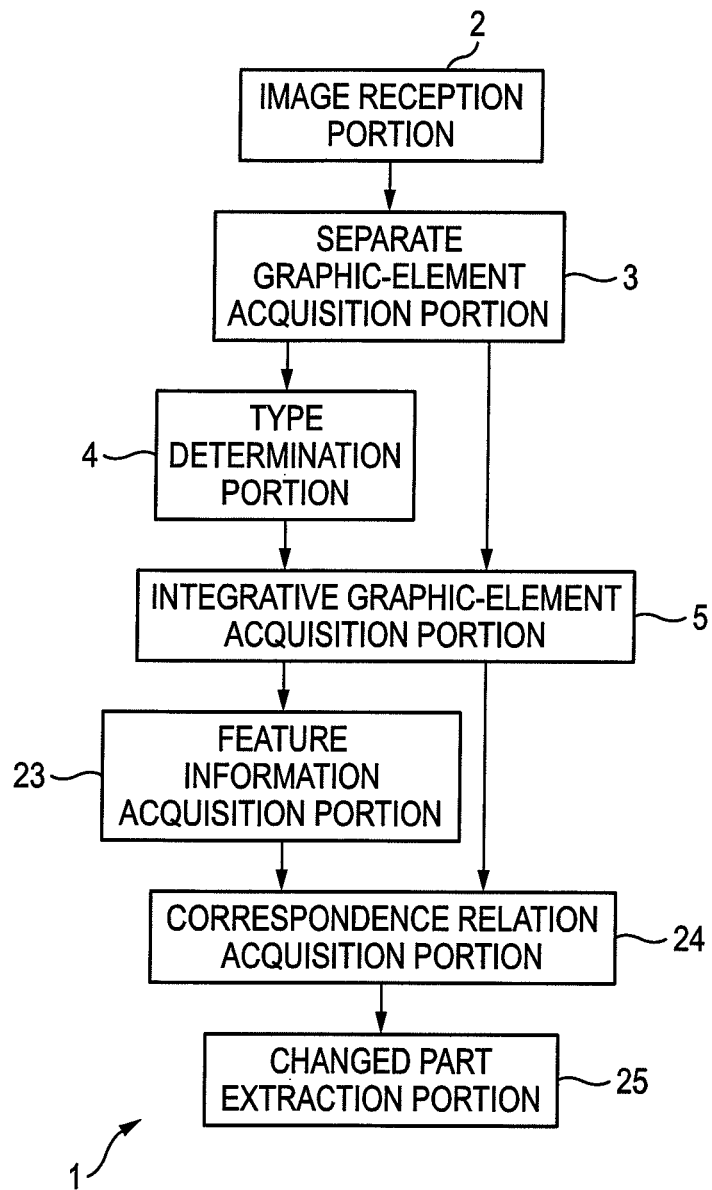 2
IMAGE RECEPTION
PORTION
SEPARATE
GRAPHIC-ELEMENT
ACQUISITION PORTION
3
TYPE
DETERMINATION
PORTION
4
INTEGRATIVE GRAPHIC-ELEMENT
ACQUISITION PORTION
5
FEATURE
INFORMATION
ACQUISITION PORTION
23
CORRESPONDENCE RELATION
ACQUISITION PORTION
24
CHANGED PART
EXTRACTION PORTION
25
1